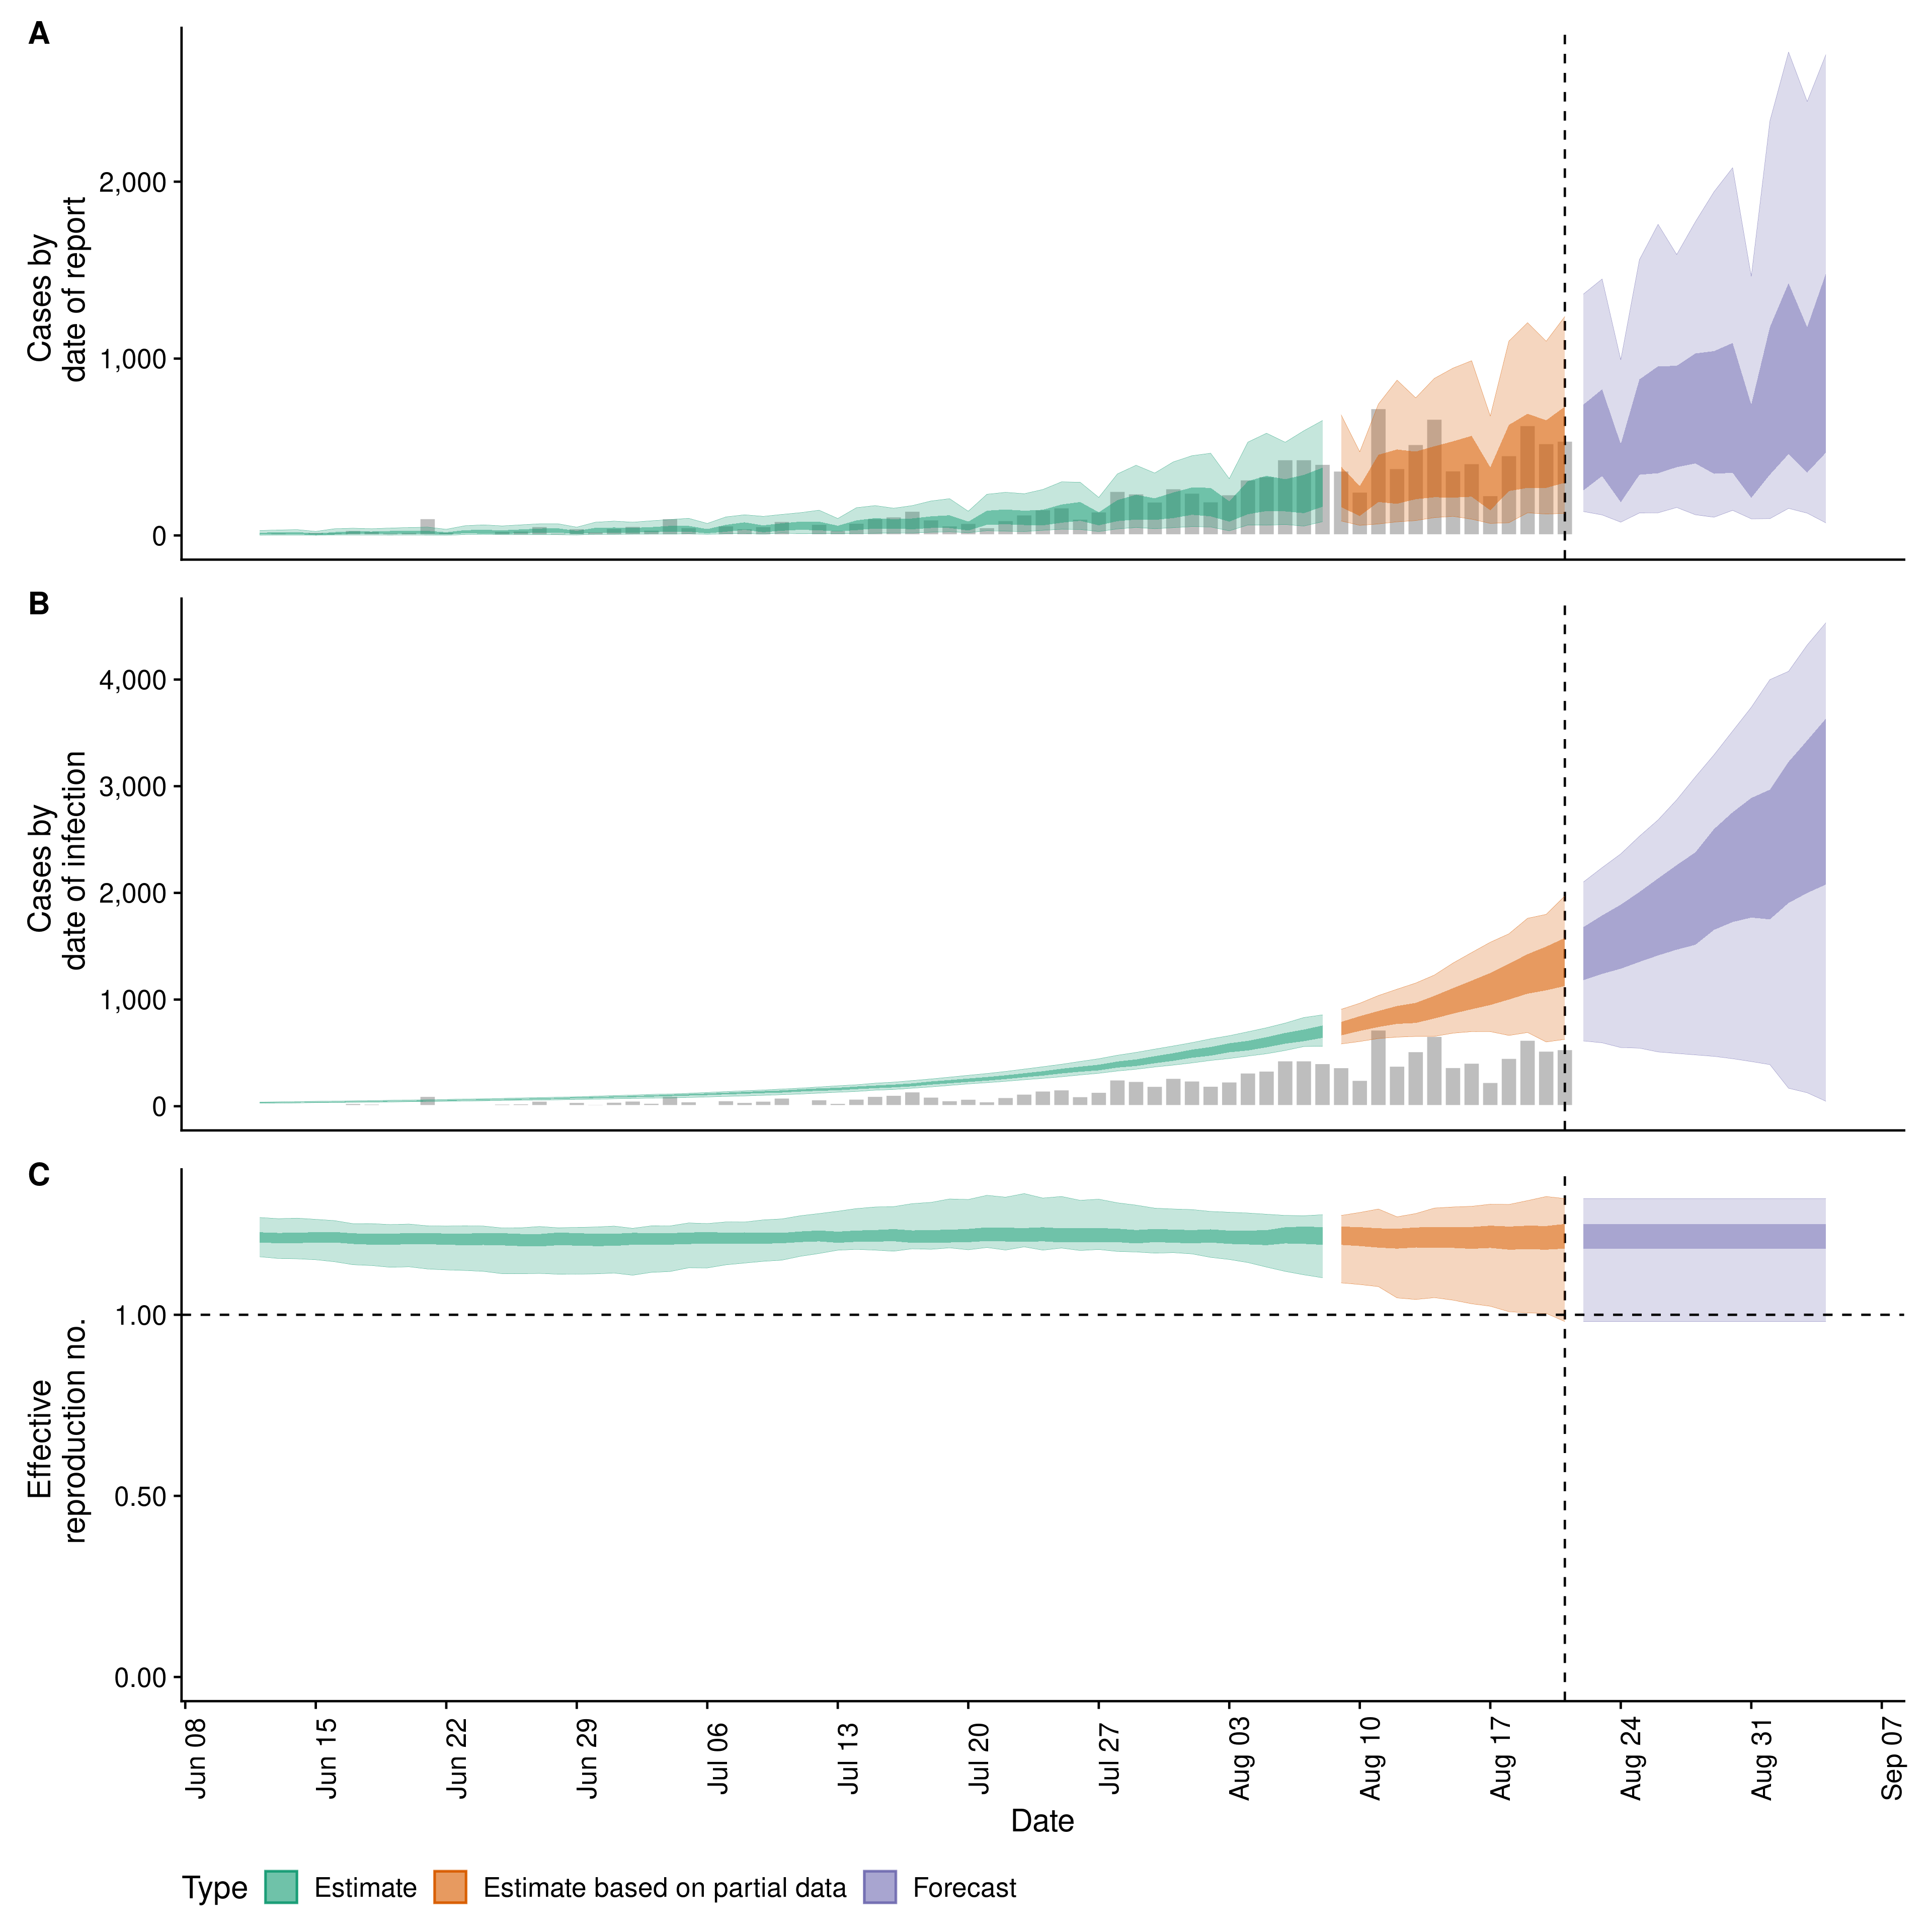 A
Cases by
date of report
2,000
1,000
0
B
Cases by
date of infection
4,000
3,000
2,000
1,000
0
C
Effective
reproduction no.
1.00
0.50
0.00
Jun 08
Jun 15
Jun 22
Jun 29
Jul 06
Jul 13
Jul 20
Jul 27
Aug 03
Aug 10
Aug 17
Aug 24
Aug 31
Sep 07
Date
Type Estimate Estimate based on partial data Forecast